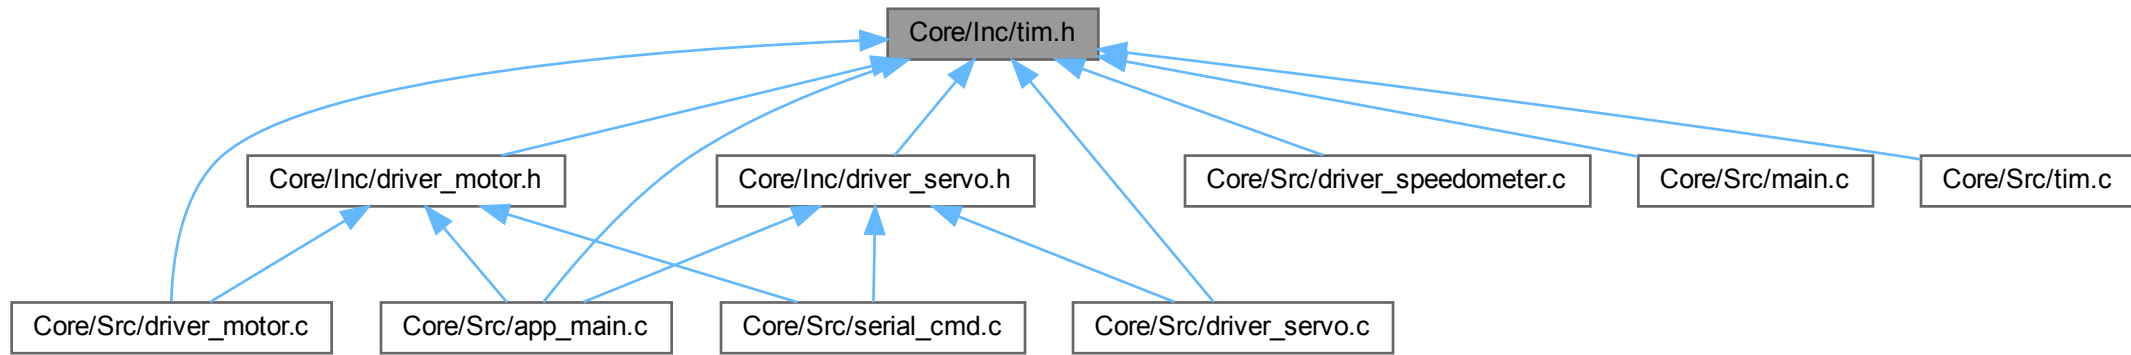 Core/Inc/tim.h
Core/Inc/driver_motor.h
Core/Inc/driver_servo.h
Core/Src/driver_speedometer.c
Core/Src/main.c
Core/Src/tim.c
Core/Src/driver_motor.c
Core/Src/app_main.c
Core/Src/serial_cmd.c
Core/Src/driver_servo.c